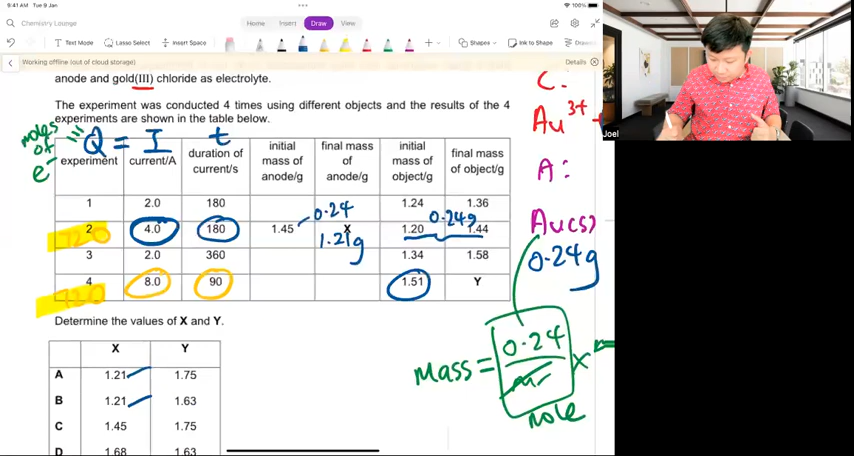 9:41 AM Tue 9 Jan
100%
Chemistry Lounge
Home Insert Draw View
Text Mode Lasso Select Insert Space Shapes Ink to Shape
Working offline (out of cloud storage)
Details
anode and gold(III) chloride as electrolyte.
The experiment was conducted 4 times using different objects and the results of the 4
experiments are shown in the table below.
moles of e⁻
Q = I t
experiment current/A duration of current/s initial mass of anode/g final mass of anode/g initial mass of object/g final mass of object/g
1 2.0 180 1.24 1.36
0.24 0.24g
2 4.0 180 1.45 X 1.20 1.44
720
1.21g
3 2.0 360 1.34 1.58
4 8.0 90 1.51 Y
720
C:
Au³⁺ +
A:
Au(s)
0.24g
Joel
Determine the values of X and Y.
X Y
A 1.21 1.75
B 1.21 1.63
C 1.45 1.75
D 1.68 1.63
mass = 0.24
Mr
×
mole